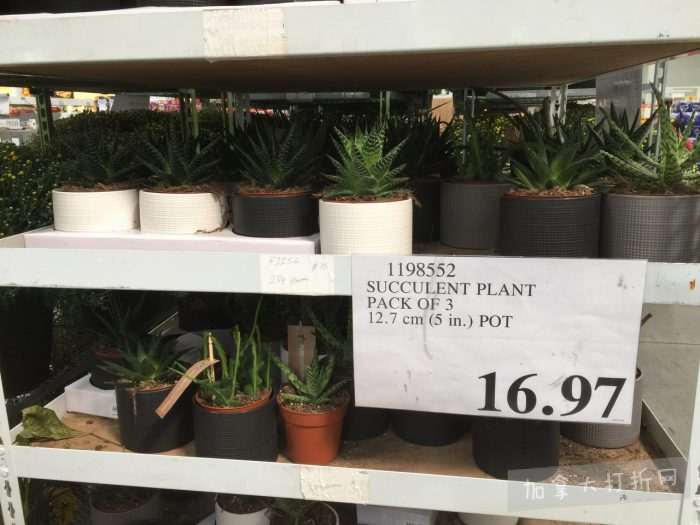 1198552
SUCCULENT PLANT
PACK OF 3
12.7 cm (5 in.) POT
16.97
加拿大打折网